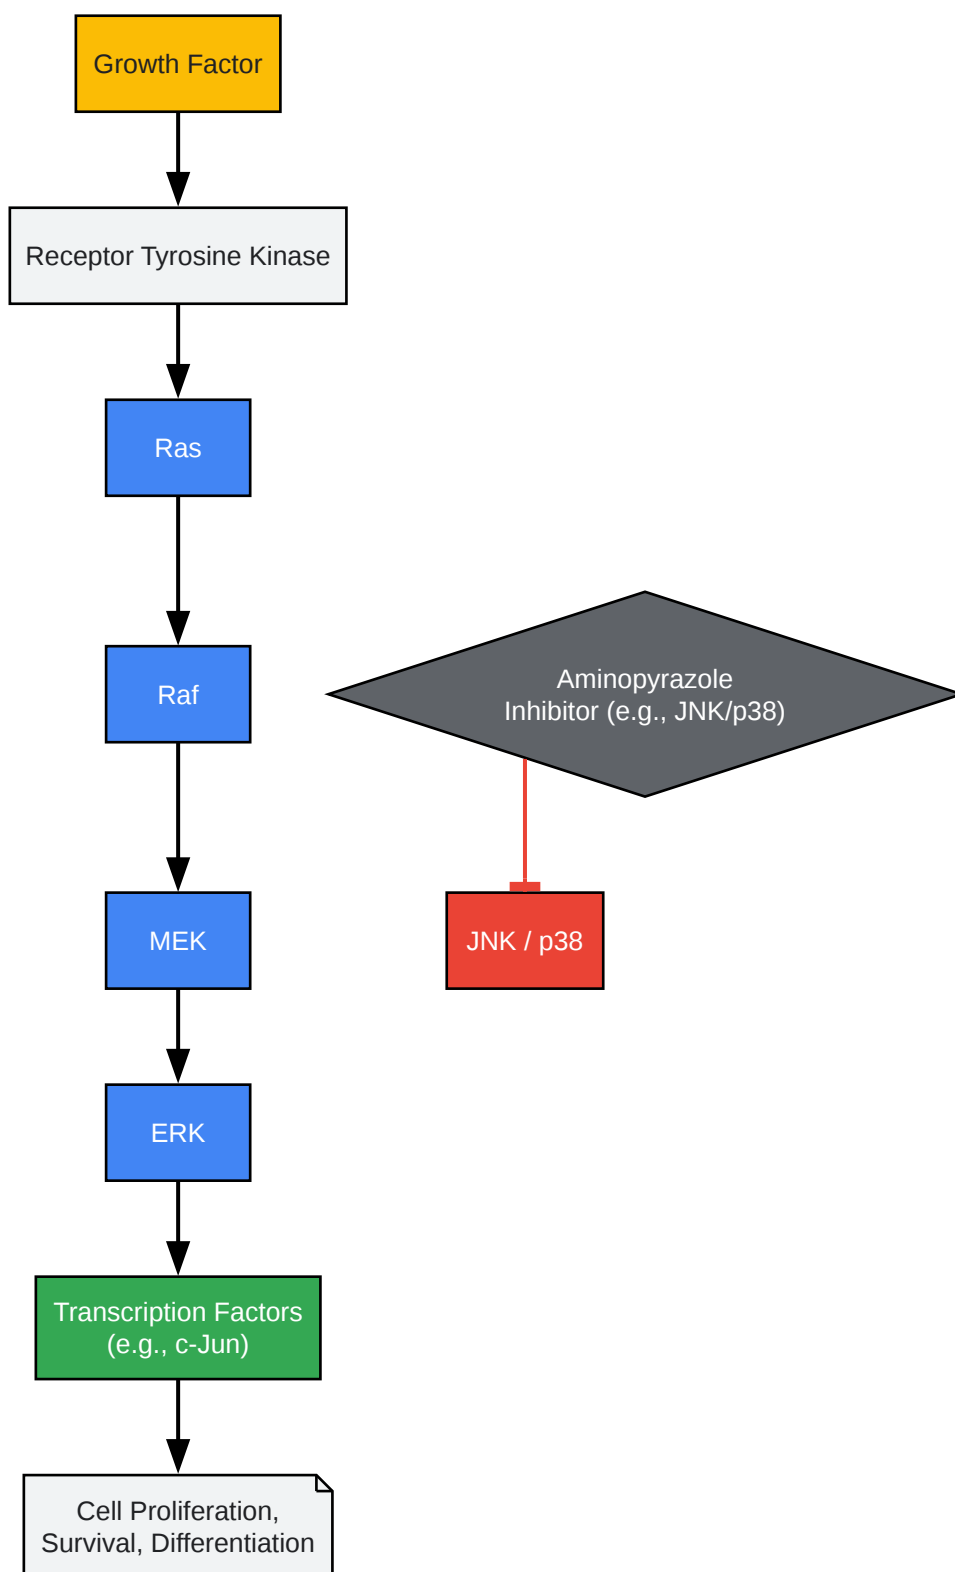 Growth Factor
Receptor Tyrosine Kinase
Ras
Raf
Aminopyrazole
Inhibitor (e.g., JNK/p38)
MEK
JNK / p38
ERK
Transcription Factors
(e.g., c-Jun)
Cell Proliferation,
Survival, Differentiation